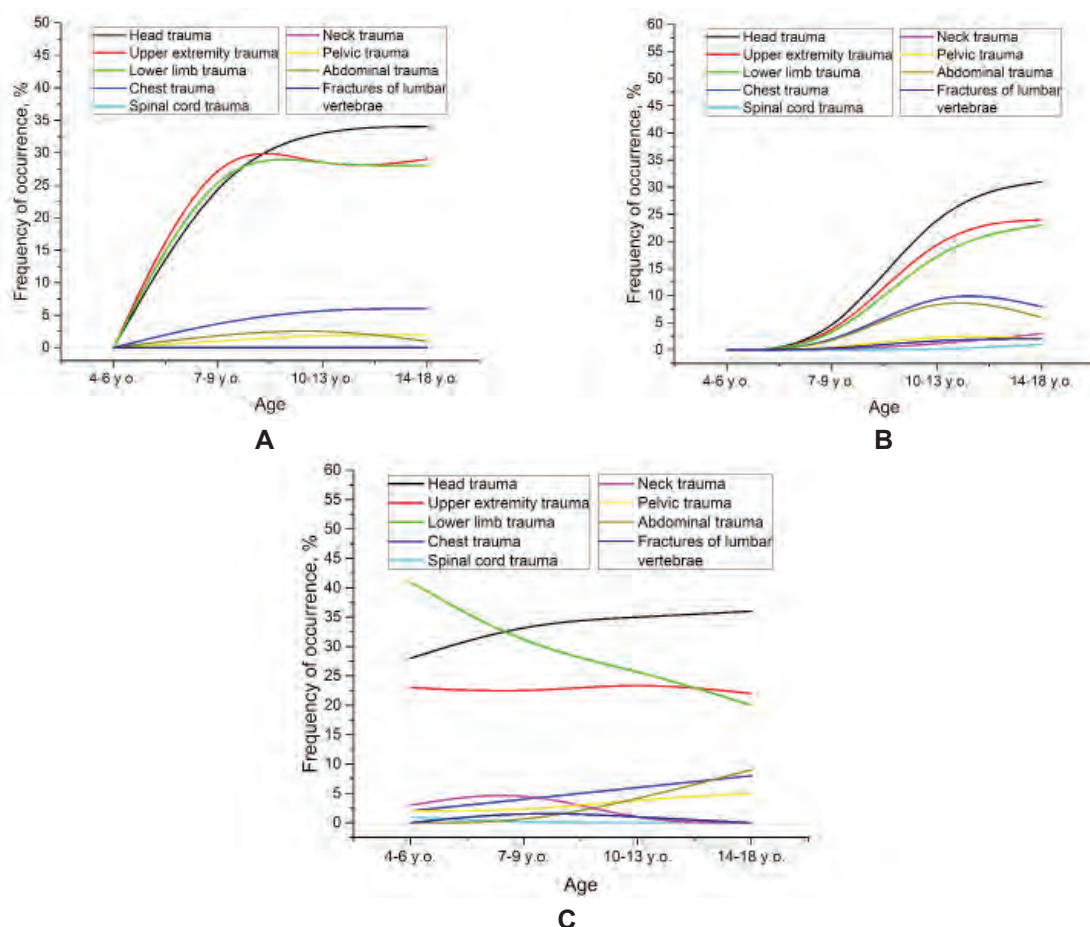 50
45
40
35
30
25
20
15
10
5
0
Frequency of occurrence, %
Head trauma
Upper extremity trauma
Lower limb trauma
Chest trauma
Spinal cord trauma
Neck trauma
Pelvic trauma
Abdominal trauma
Fractures of lumbar
vertebrae
4-6 y.o. 7-9 y.o. 10-13 y.o. 14-18 y.o.
Age
A
60
55
50
45
40
35
30
25
20
15
10
5
0
Frequency of occurrence, %
Head trauma
Upper extremity trauma
Lower limb trauma
Chest trauma
Spinal cord trauma
Neck trauma
Pelvic trauma
Abdominal trauma
Fractures of lumbar
vertebrae
4-6 y.o. 7-9 y.o. 10-13 y.o. 14-18 y.o.
Age
B
60
55
50
45
40
35
30
25
20
15
10
5
0
Frequency of occurrence, %
Head trauma
Upper extremity trauma
Lower limb trauma
Chest trauma
Spinal cord trauma
Neck trauma
Pelvic trauma
Abdominal trauma
Fractures of lumbar
vertebrae
4-6 y.o. 7-9 y.o. 10-13 y.o. 14-18 y.o.
Age
C